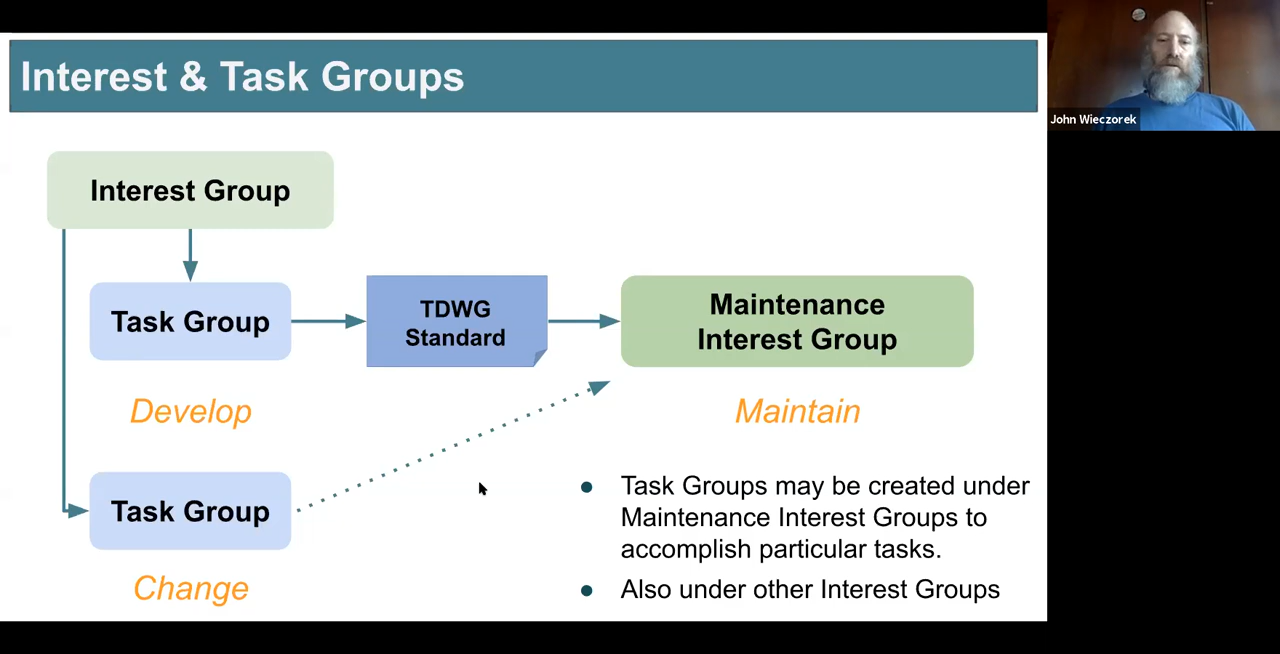 Interest & Task Groups
John Wieczorek
Interest Group
Task Group
TDWG
Standard
Maintenance
Interest Group
Develop
Maintain
Task Group
Change
● Task Groups may be created under
Maintenance Interest Groups to
accomplish particular tasks.
● Also under other Interest Groups